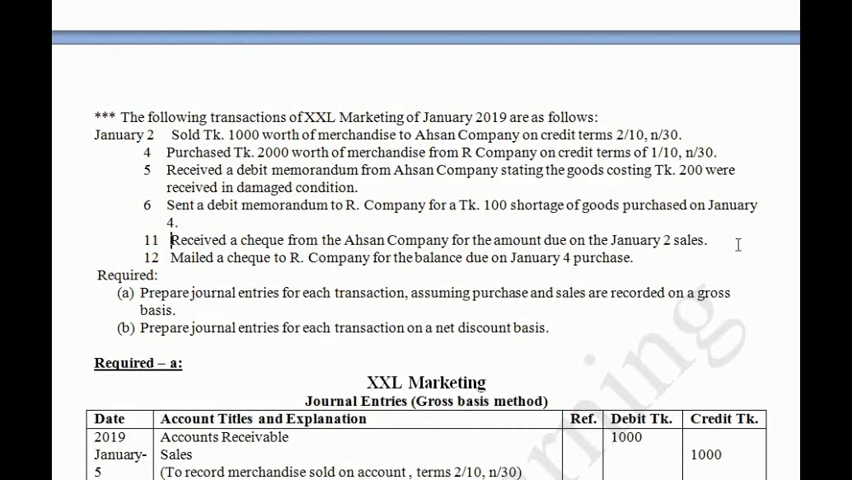 *** The following transactions of XXL Marketing of January 2019 are as follows:
January 2 Sold Tk. 1000 worth of merchandise to Ahsan Company on credit terms 2/10, n/30.
4 Purchased Tk. 2000 worth of merchandise from R Company on credit terms of 1/10, n/30.
5 Received a debit memorandum from Ahsan Company stating the goods costing Tk. 200 were
received in damaged condition.
6 Sent a debit memorandum to R. Company for a Tk. 100 shortage of goods purchased on January
4.
11 Received a cheque from the Ahsan Company for the amount due on the January 2 sales.
12 Mailed a cheque to R. Company for the balance due on January 4 purchase.
Required:
(a) Prepare journal entries for each transaction, assuming purchase and sales are recorded on a gross
basis.
(b) Prepare journal entries for each transaction on a net discount basis.
Required – a:
XXL Marketing
Journal Entries (Gross basis method)
Date Account Titles and Explanation Ref. Debit Tk. Credit Tk.
2019 Accounts Receivable 1000
January- Sales 1000
5 (To record merchandise sold on account , terms 2/10, n/30)